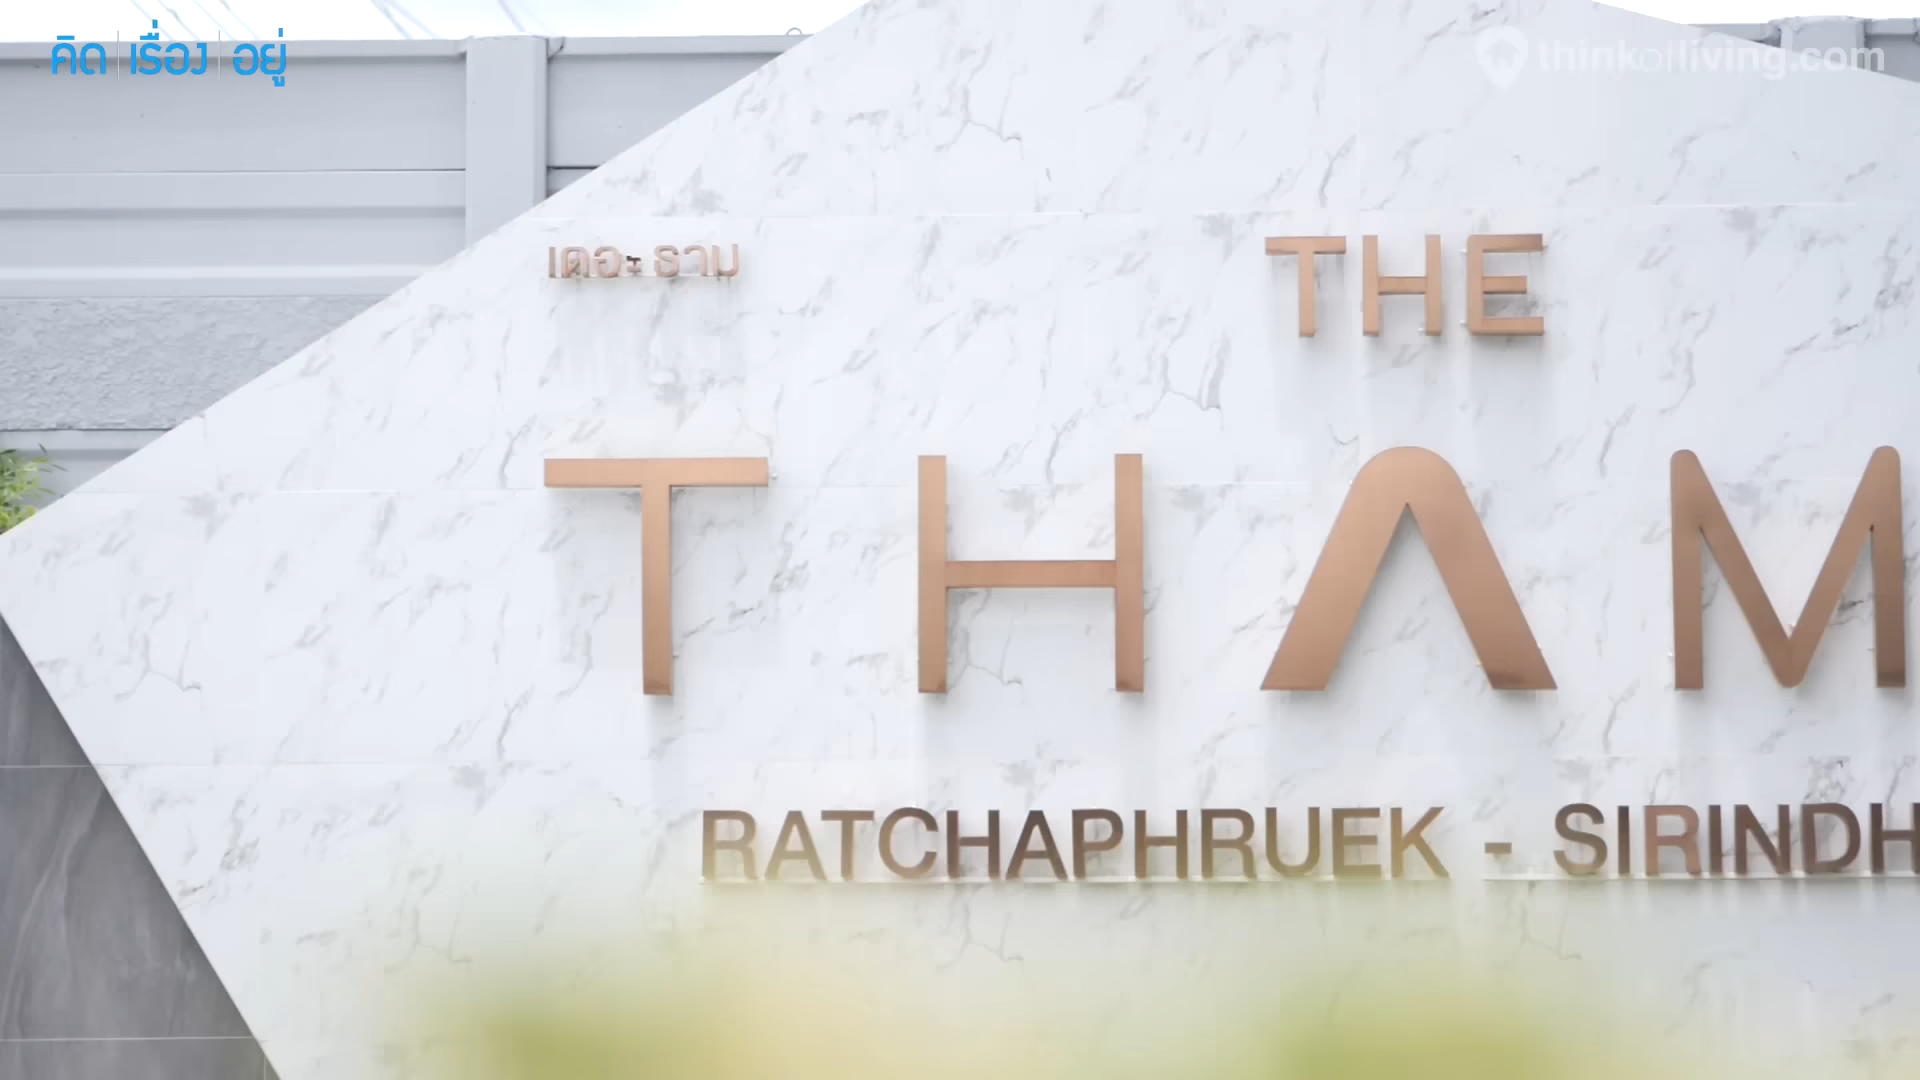 คิด เรื่อง อยู่
thinkofliving.com
เดอะ ธาม
THE
THAM
RATCHAPHRUEK - SIRINDH